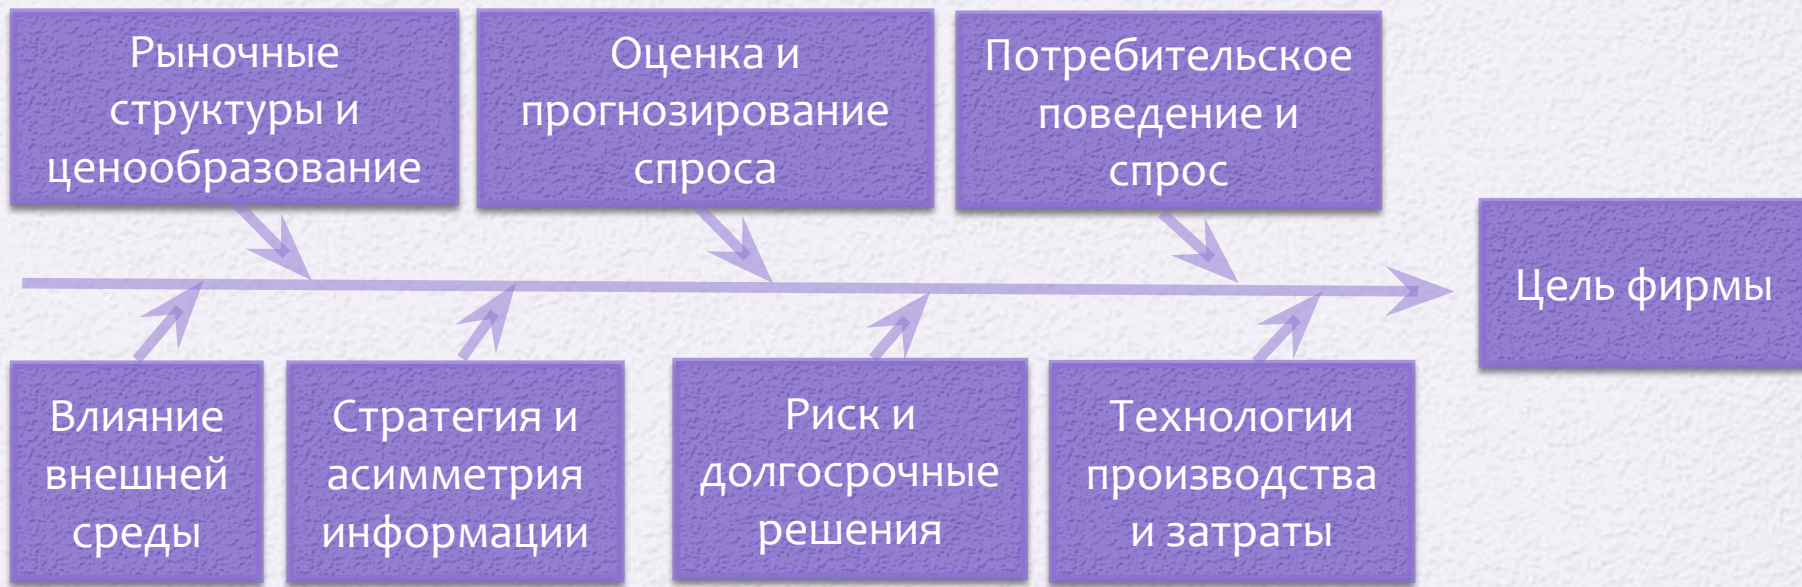 Рыночные
структуры и
ценообразование
Оценка и
прогнозирование
спроса
Потребительское
поведение и
спрос
Цель фирмы
Влияние
внешней
среды
Стратегия и
асимметрия
информации
Риск и
долгосрочные
решения
Технологии
производства
и затраты